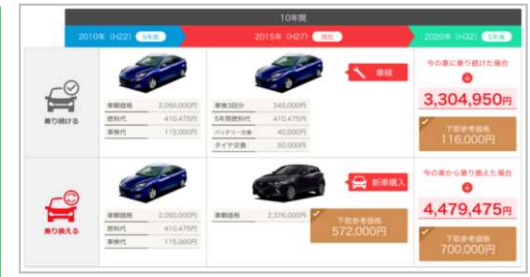 10年間
2010年 (H22) 5年前
2015年 (H27) 現在
2020年 (H32) 5年後
乗り続ける
車輌価格 2,050,000円
燃料代 410,475円
車検代 115,000円
車検3回分 345,000円
5年間燃料代 410,475円
バッテリー交換 40,000円
タイヤ交換 50,000円
車検
今の車に乗り続けた場合
3,304,950円
下取参考価格
116,000円
乗り換える
車輌価格 2,050,000円
燃料代 410,475円
車検代 115,000円
車輌価格 2,376,000円
新車購入
下取参考価格
572,000円
今の車から乗り換えた場合
4,479,475円
下取参考価格
700,000円